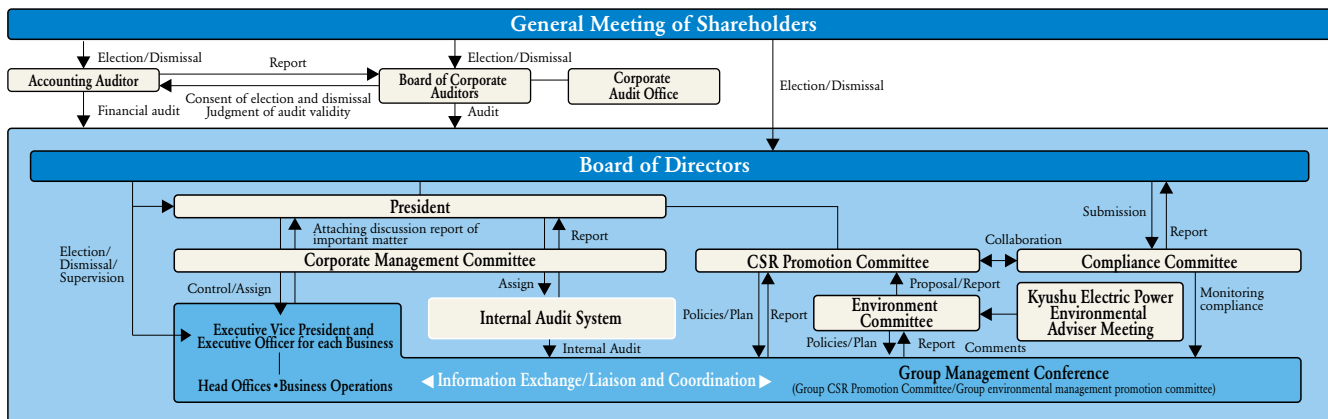 General Meeting of Shareholders
Election/Dismissal
Report
Election/Dismissal
Accounting Auditor
Board of Corporate
Auditors
Corporate
Audit Office
Election/Dismissal
Consent of election and dismissal
Judgment of audit validity
Financial audit
Audit
Board of Directors
President
Submission
Report
Attaching discussion report of
important matter
Report
Election/
Dismissal/
Supervision
Collaboration
Corporate Management Committee
CSR Promotion Committee
Compliance Committee
Control/Assign
Assign
Proposal/Report
Monitoring
compliance
Internal Audit System
Policies/Plan
Report
Environment
Committee
Kyushu Electric Power
Environmental
Adviser Meeting
Executive Vice President and
Executive Officer for each Business
Internal Audit
Policies/Plan
Report
Comments
Head Offices•Business Operations
◀ Information Exchange/Liaison and Coordination ▶
Group Management Conference
(Group CSR Promotion Committee/Group environmental management promotion committee)